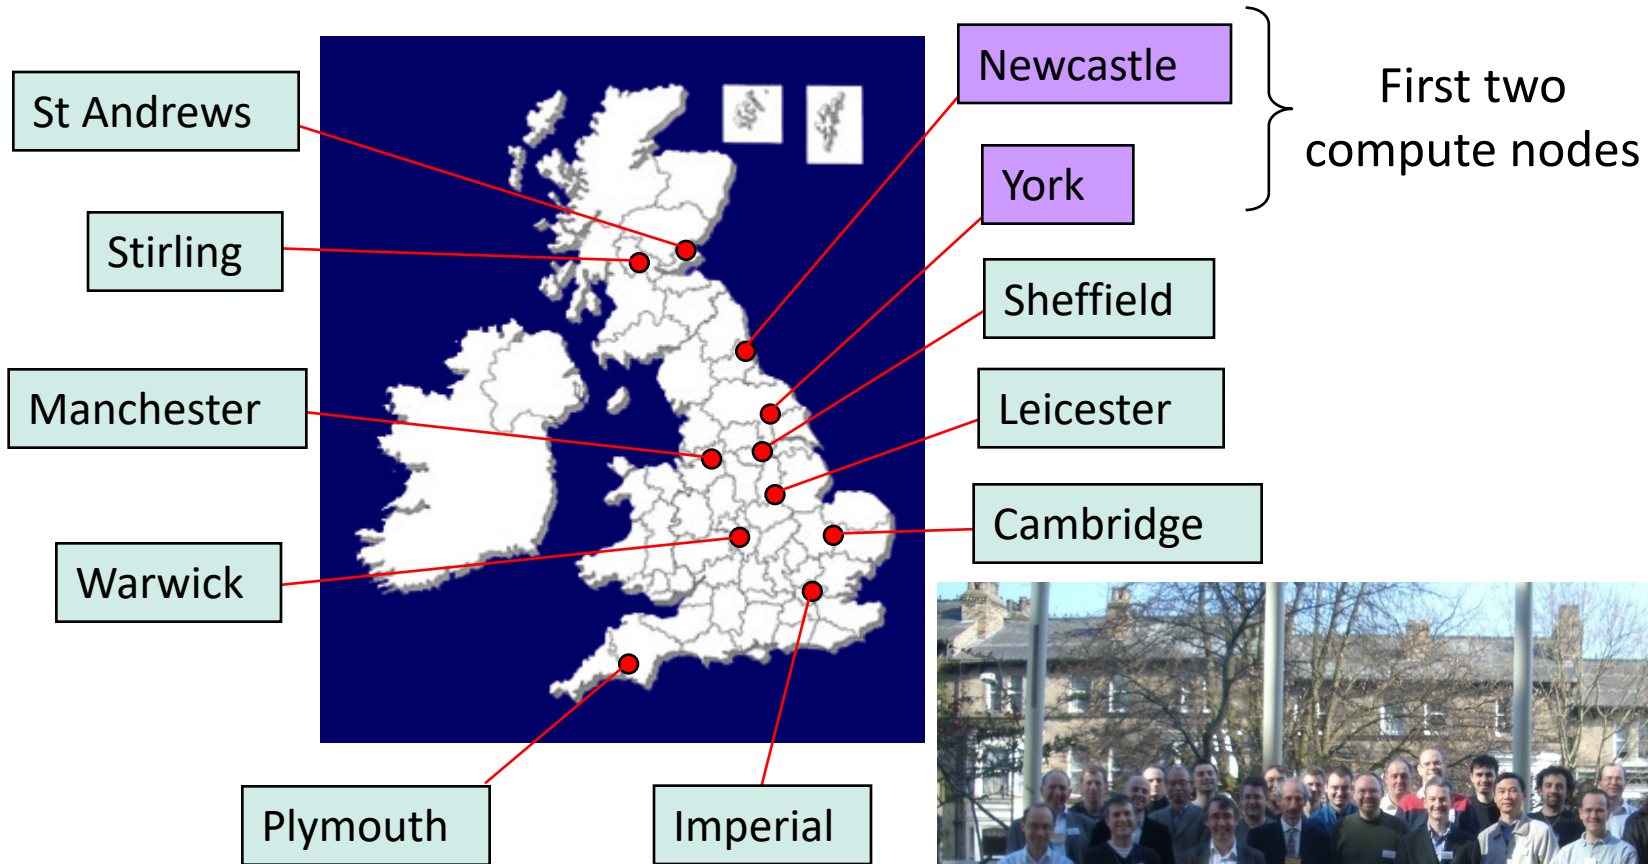 Newcastle
First two
compute nodes
St Andrews
York
Stirling
Sheffield
Manchester
Leicester
Cambridge
Warwick
Plymouth
Imperial